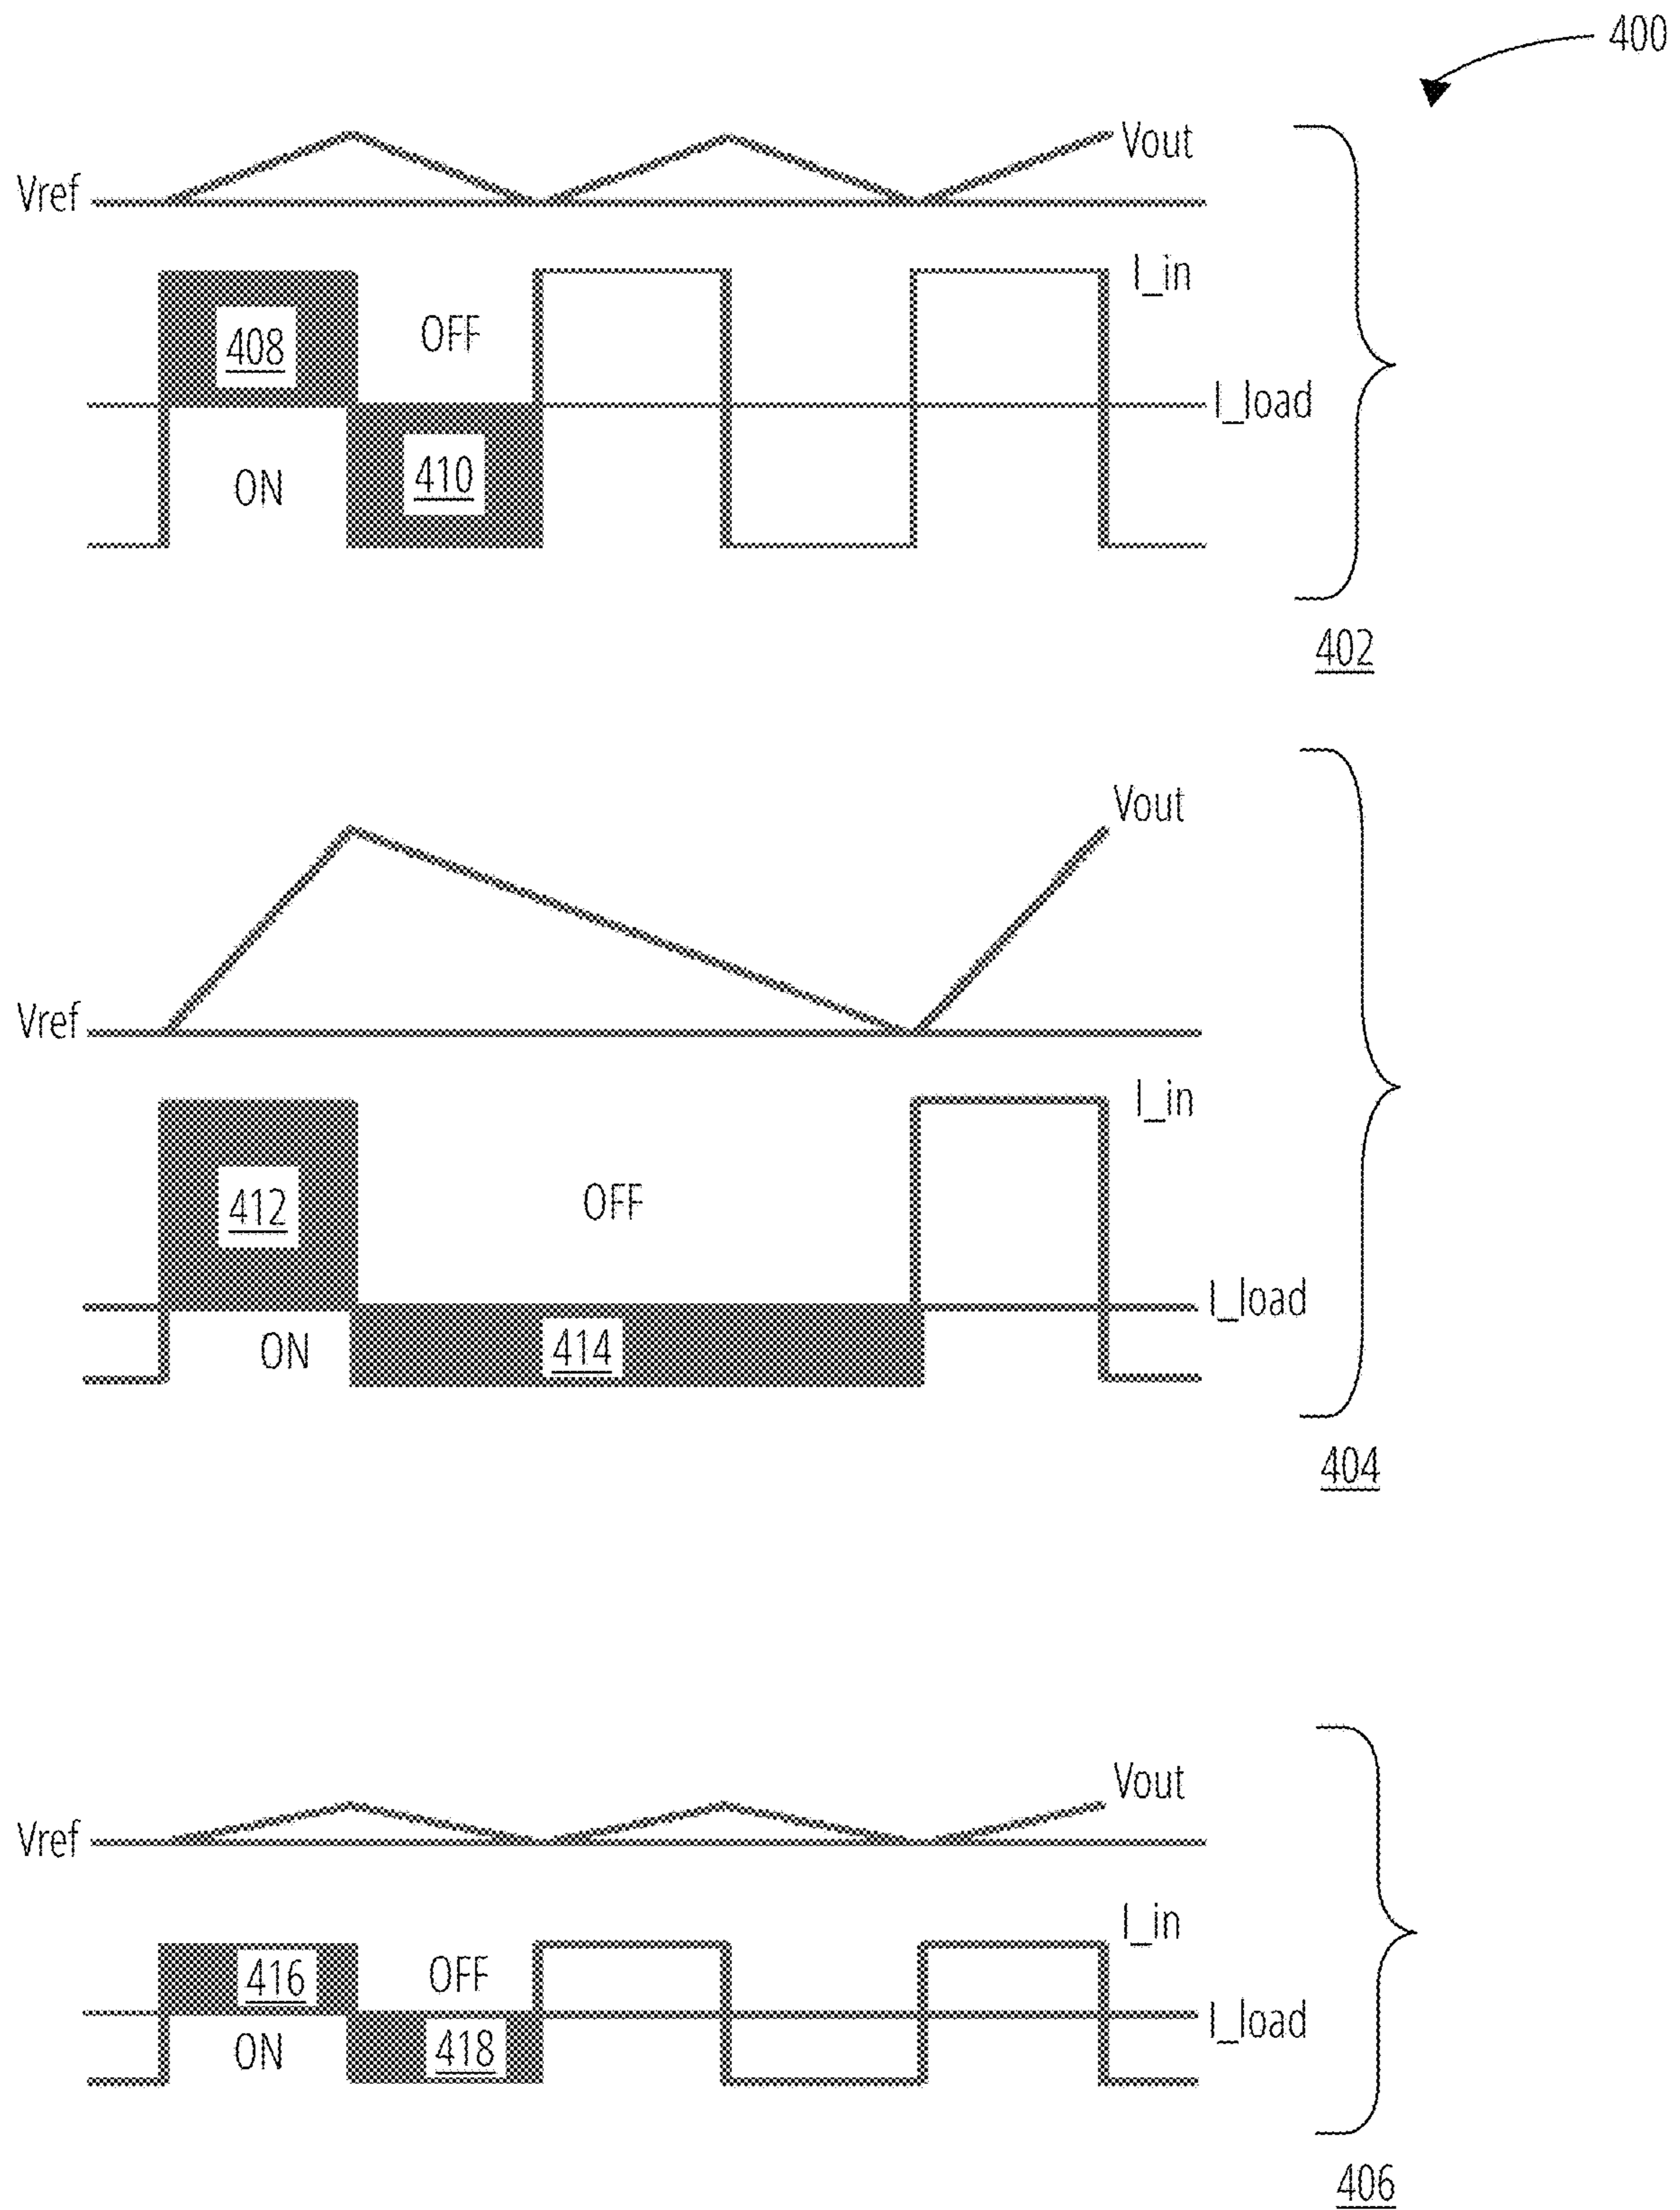 400
Vout
Vref
I_in
408
OFF
I_load
410
ON
402
Vout
Vref
I_in
412
OFF
I_load
ON
414
404
Vout
Vref
I_in
416
OFF
I_load
ON
418
406